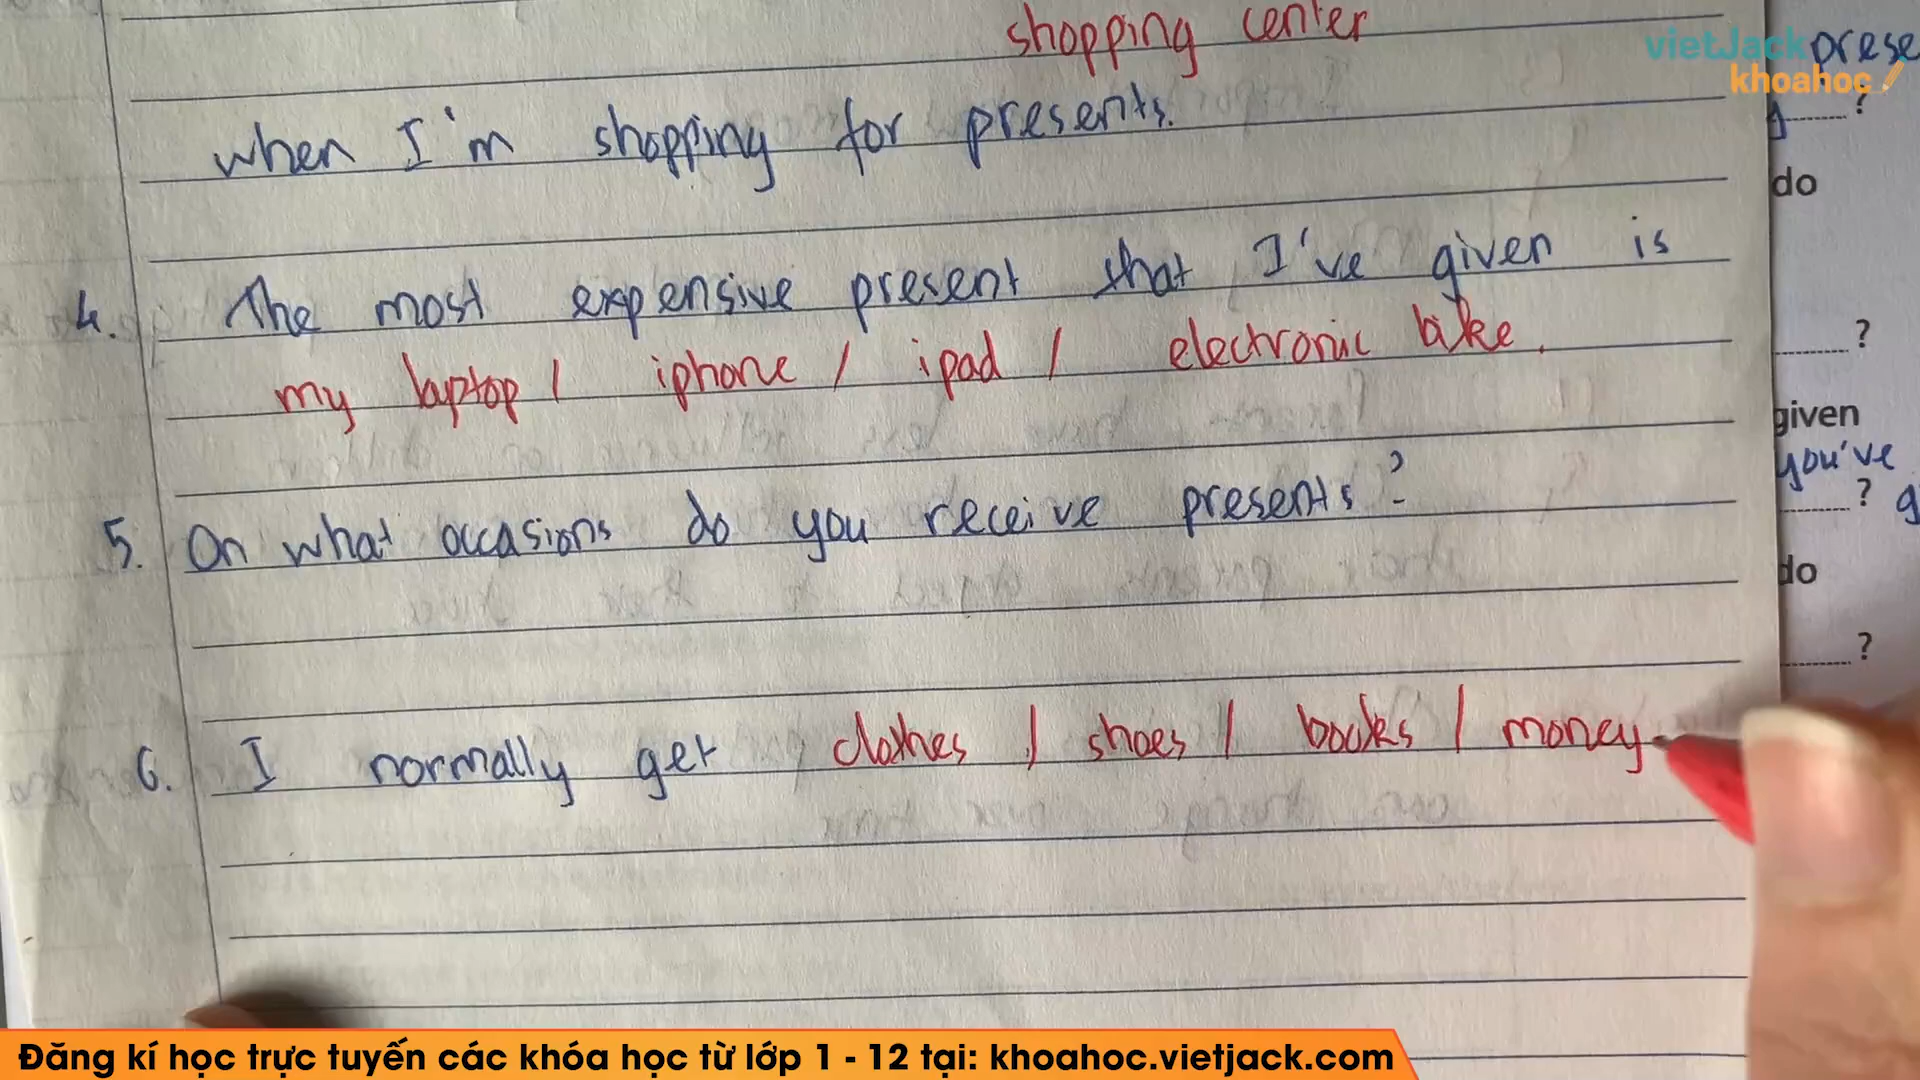 shopping center
vietJack
khoahoc
prese
when I'm shopping for presents.
?
do
4. The most expensive present that I've given is
my laptop / iphone / ipad / electronic bike.
?
given
you've
5. On what occasions do you receive presents?
?
do
?
6. I normally get clothes / shoes / books / money
Đăng kí học trực tuyến các khóa học từ lớp 1 - 12 tại: khoahoc.vietjack.com